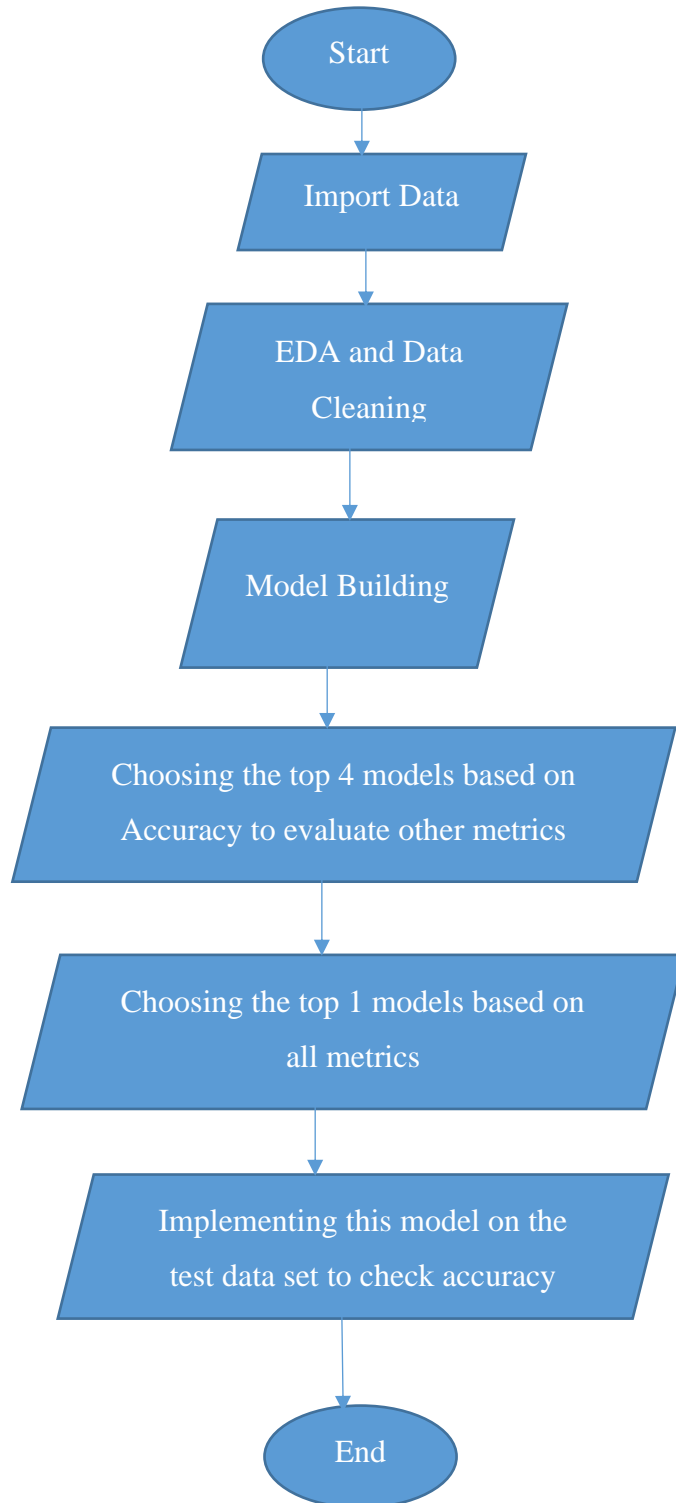 Start
Import Data
EDA and Data
Cleaning
Model Building
Choosing the top 4 models based on
Accuracy to evaluate other metrics
Choosing the top 1 models based on
all metrics
Implementing this model on the
test data set to check accuracy
End